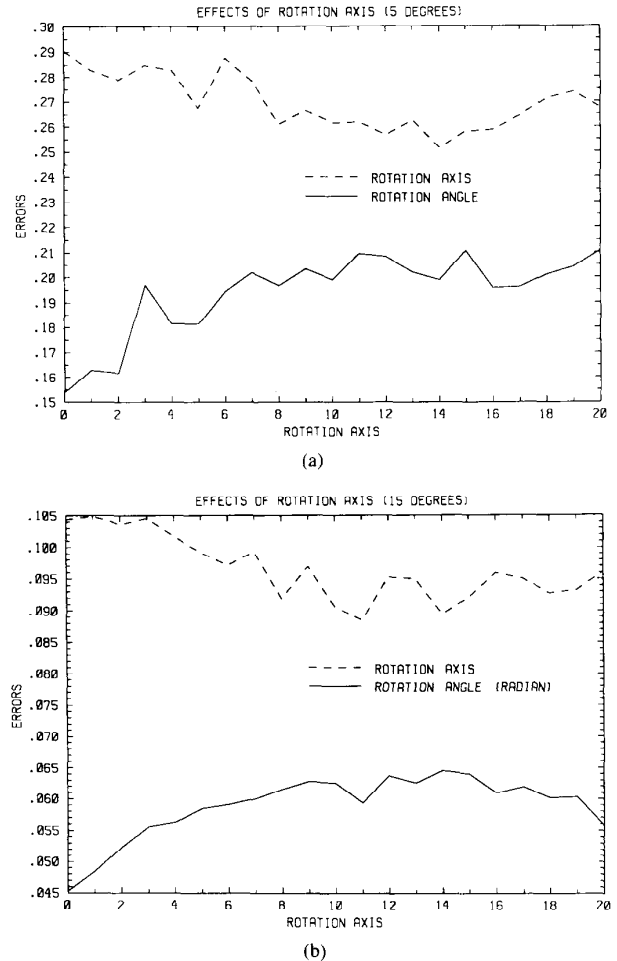 EFFECTS OF ROTATION AXIS (5 DEGREES)
.30
.29
.28
.27
.26
.25
.24
.23
.22
.21
.20
.19
.18
.17
.16
.15
ERRORS
ROTATION AXIS
ROTATION ANGLE
0 2 4 6 8 10 12 14 16 18 20
ROTATION AXIS
(a)
EFFECTS OF ROTATION AXIS (15 DEGREES)
.105
.100
.095
.090
.085
.080
.075
.070
.065
.060
.055
.050
.045
ERRORS
ROTATION AXIS
ROTATION ANGLE (RADIAN)
0 2 4 6 8 10 12 14 16 18 20
ROTATION AXIS
(b)